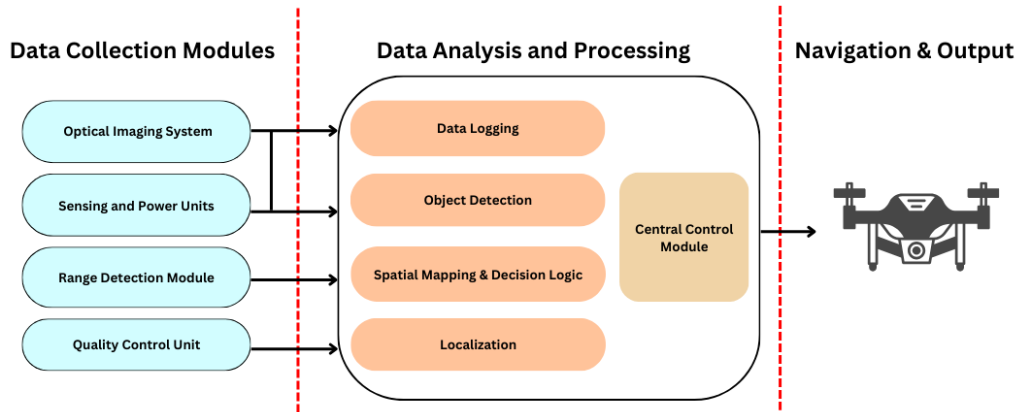 Data Collection Modules
Data Analysis and Processing
Navigation & Output
Optical Imaging System
Sensing and Power Units
Range Detection Module
Quality Control Unit
Data Logging
Object Detection
Spatial Mapping & Decision Logic
Localization
Central Control
Module